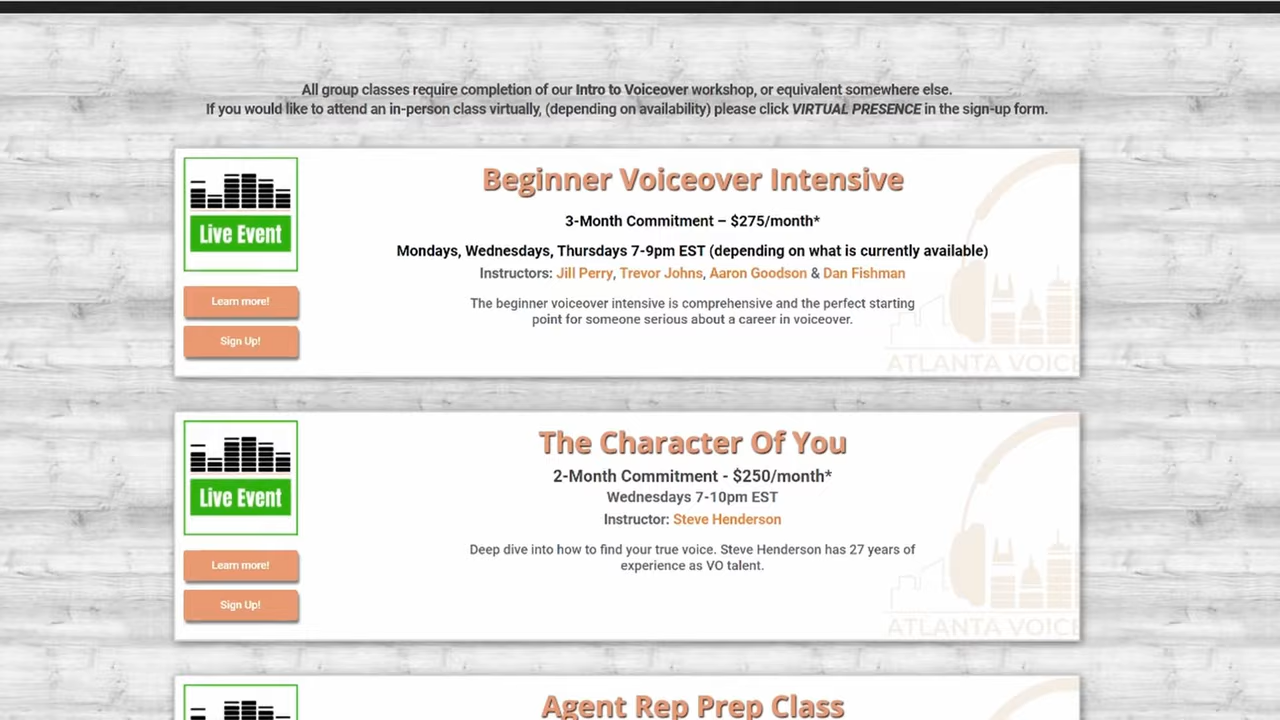 All group classes require completion of our Intro to Voiceover workshop, or equivalent somewhere else.
If you would like to attend an in-person class virtually, (depending on availability) please click VIRTUAL PRESENCE in the sign-up form.
Live Event
Learn more!
Sign Up!
Beginner Voiceover Intensive
3-Month Commitment – $275/month*
Mondays, Wednesdays, Thursdays 7-9pm EST (depending on what is currently available)
Instructors: Jill Perry, Trevor Johns, Aaron Goodson & Dan Fishman
The beginner voiceover intensive is comprehensive and the perfect starting
point for someone serious about a career in voiceover.
ATLANTA VOICE
Live Event
Learn more!
Sign Up!
The Character Of You
2-Month Commitment - $250/month*
Wednesdays 7-10pm EST
Instructor: Steve Henderson
Deep dive into how to find your true voice. Steve Henderson has 27 years of
experience as VO talent.
ATLANTA VOICE
Agent Rep Prep Class